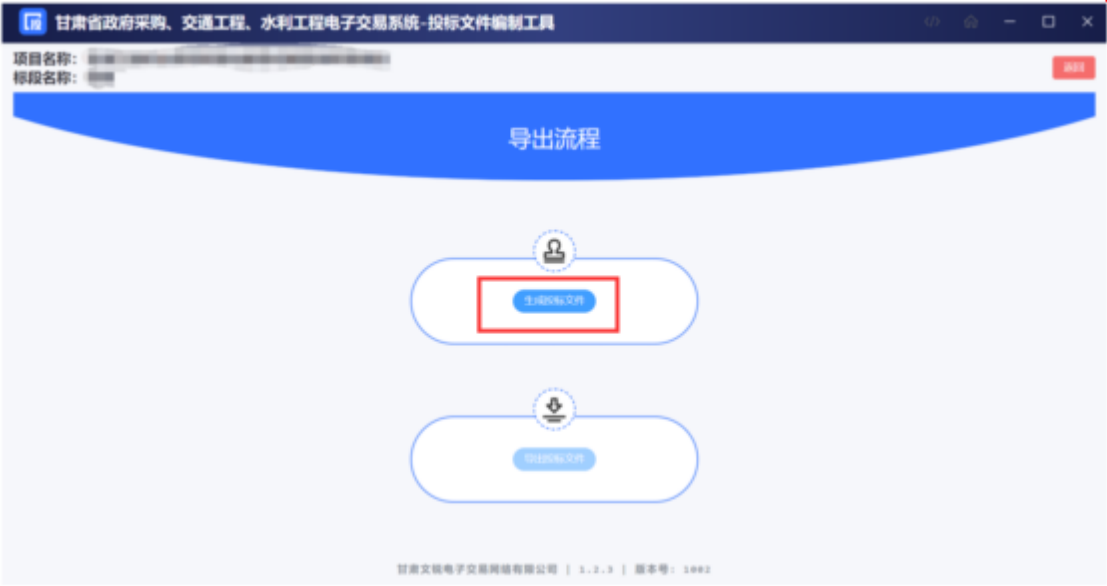 甘肃省政府采购、交通工程、水利工程电子交易系统-投标文件编制工具
项目名称：
标段名称：
返回
导出流程
生成投标文件
导出投标文件
甘肃文锐电子交易网络有限公司 | 1.2.3 | 版本号: 1002